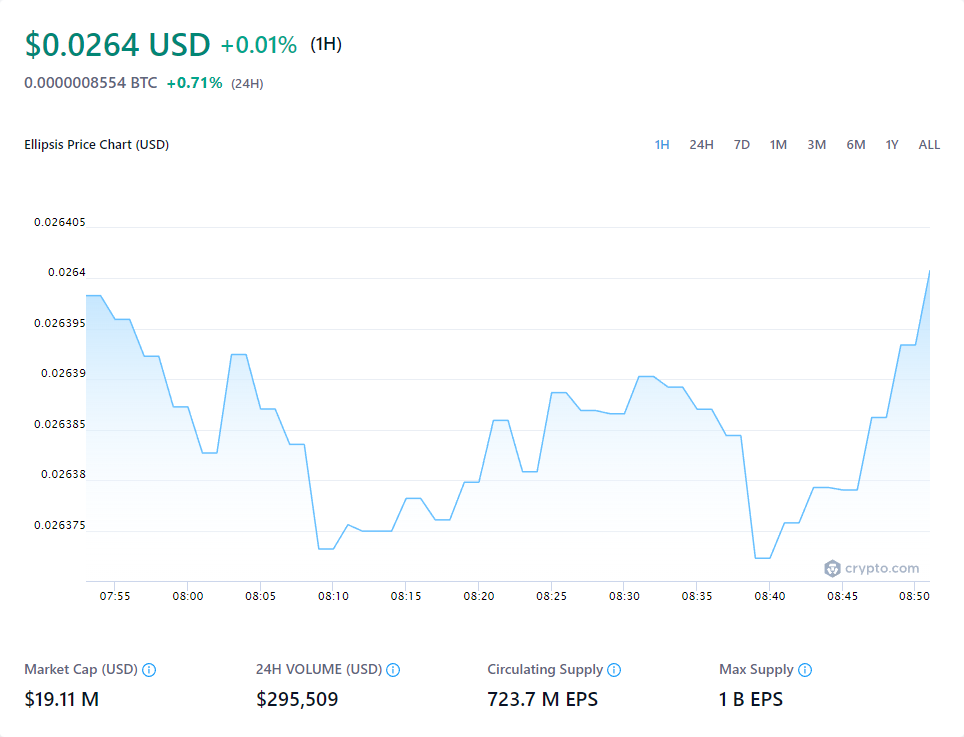 $0.0264 USD +0.01% (1H)
0.0000008554 BTC +0.71% (24H)
Ellipsis Price Chart (USD) 1H 24H 7D 1M 3M 6M 1Y ALL
0.026405
0.0264
0.026395
0.02639
0.026385
0.02638
0.026375
crypto.com
07:55 08:00 08:05 08:10 08:15 08:20 08:25 08:30 08:35 08:40 08:45 08:50
Market Cap (USD) 24H VOLUME (USD) Circulating Supply Max Supply
$19.11 M $295,509 723.7 M EPS 1 B EPS